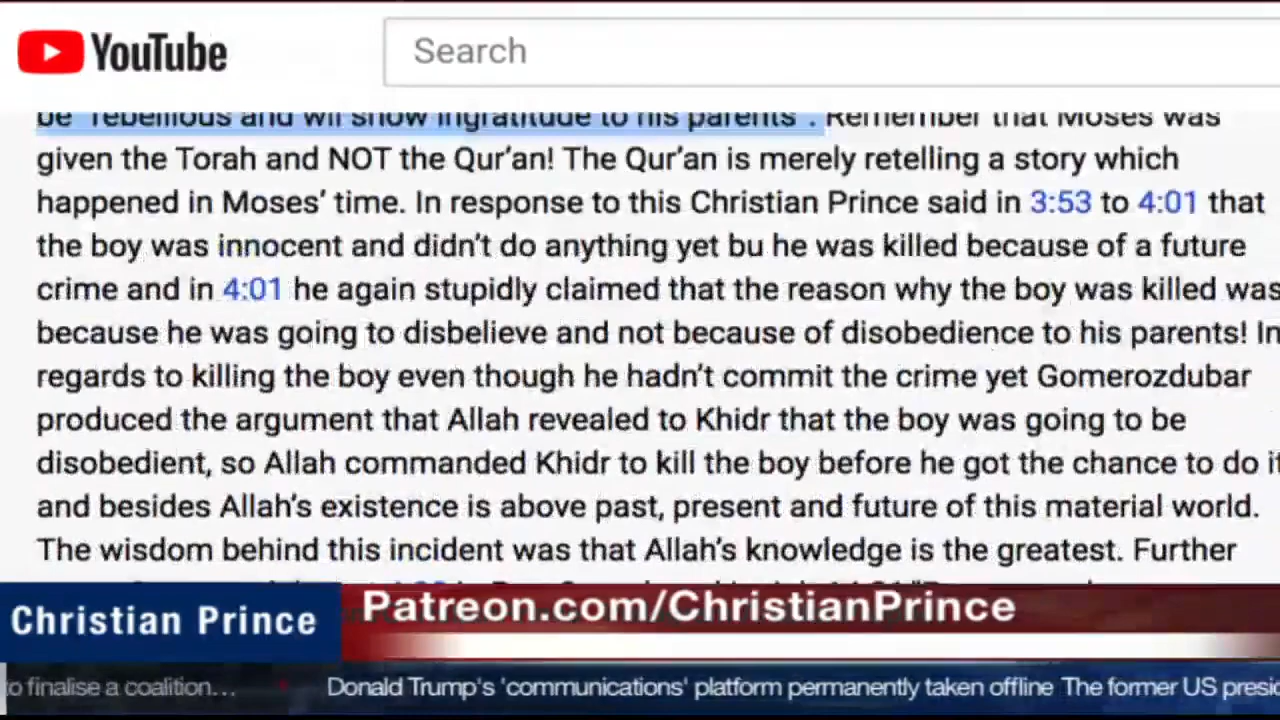 YouTube
Search
be "rebellious and wil show ingratitude to his parents". Remember that Moses was
given the Torah and NOT the Qur'an! The Qur'an is merely retelling a story which
happened in Moses' time. In response to this Christian Prince said in 3:53 to 4:01 that
the boy was innocent and didn't do anything yet bu he was killed because of a future
crime and in 4:01 he again stupidly claimed that the reason why the boy was killed was
because he was going to disbelieve and not because of disobedience to his parents! In
regards to killing the boy even though he hadn't commit the crime yet Gomerozdubar
produced the argument that Allah revealed to Khidr that the boy was going to be
disobedient, so Allah commanded Khidr to kill the boy before he got the chance to do it
and besides Allah's existence is above past, present and future of this material world.
The wisdom behind this incident was that Allah's knowledge is the greatest. Further
Christian Prince
Patreon.com/ChristianPrince
to finalise a coalition... Donald Trump's 'communications' platform permanently taken offline The former US presid